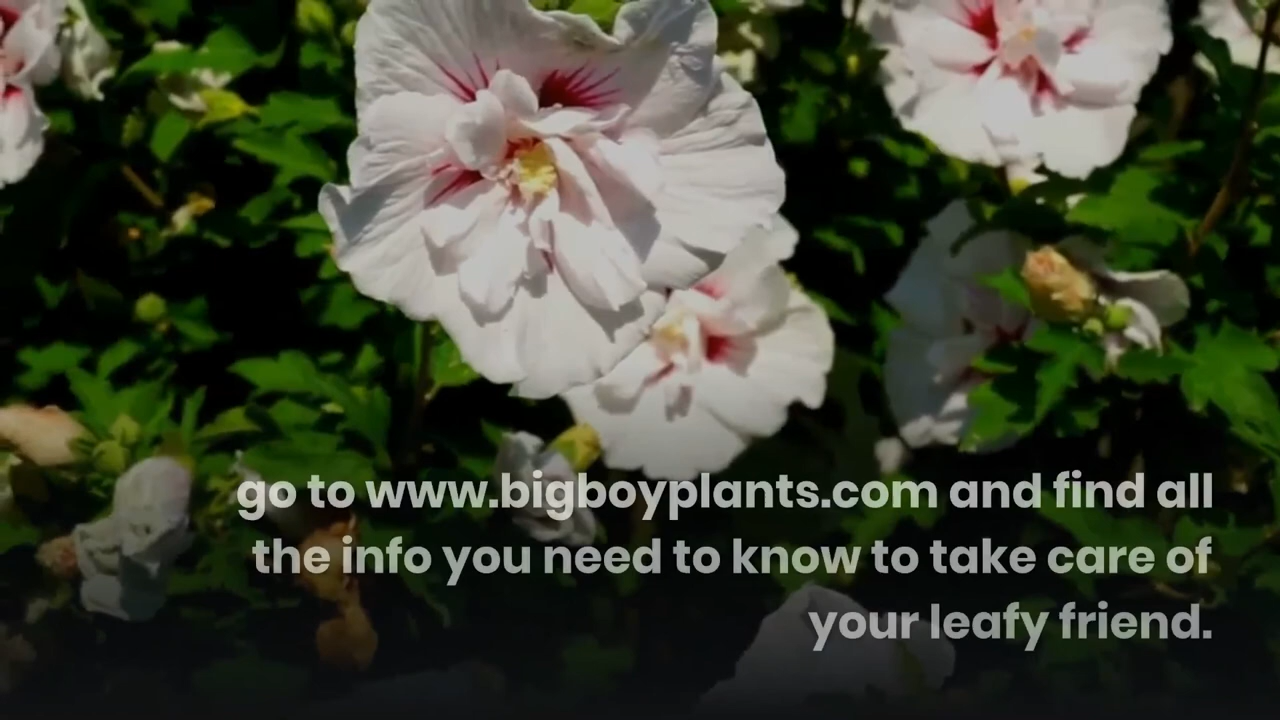 go to www.bigboyplants.com and find all
the info you need to know to take care of
your leafy friend.